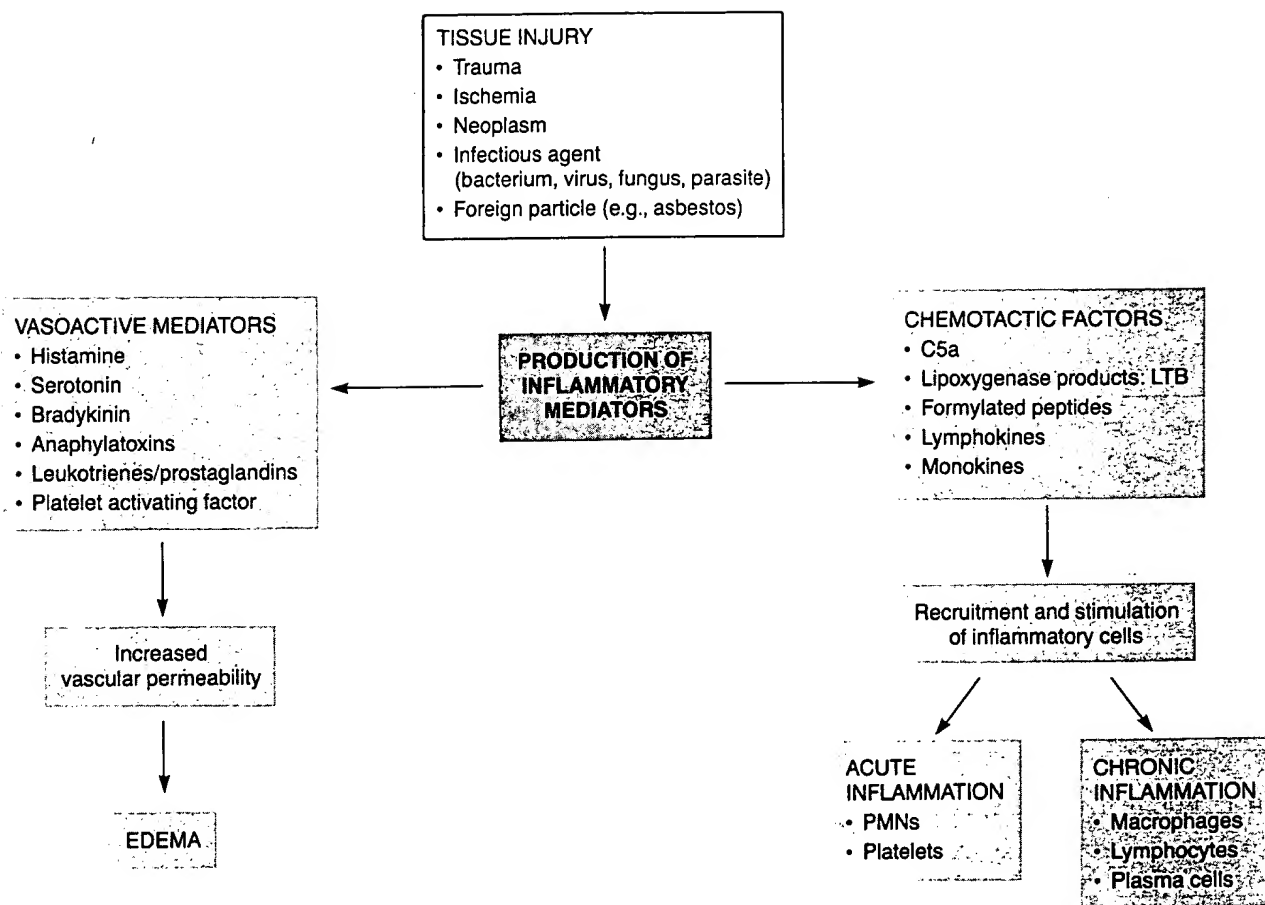 TISSUE INJURY
• Trauma
• Ischemia
• Neoplasm
• Infectious agent
(bacterium, virus, fungus, parasite)
• Foreign particle (e.g., asbestos)
VASOACTIVE MEDIATORS
• Histamine
• Serotonin
• Bradykinin
• Anaphylatoxins
• Leukotrienes/prostaglandins
• Platelet activating factor
PRODUCTION OF
INFLAMMATORY
MEDIATORS
CHEMOTACTIC FACTORS
• C5a
• Lipoxygenase products: LTB
• Formylated peptides
• Lymphokines
• Monokines
Increased
vascular permeability
Recruitment and stimulation
of inflammatory cells
EDEMA
ACUTE
INFLAMMATION
• PMNs
• Platelets
CHRONIC
INFLAMMATION
• Macrophages
• Lymphocytes
• Plasma cells